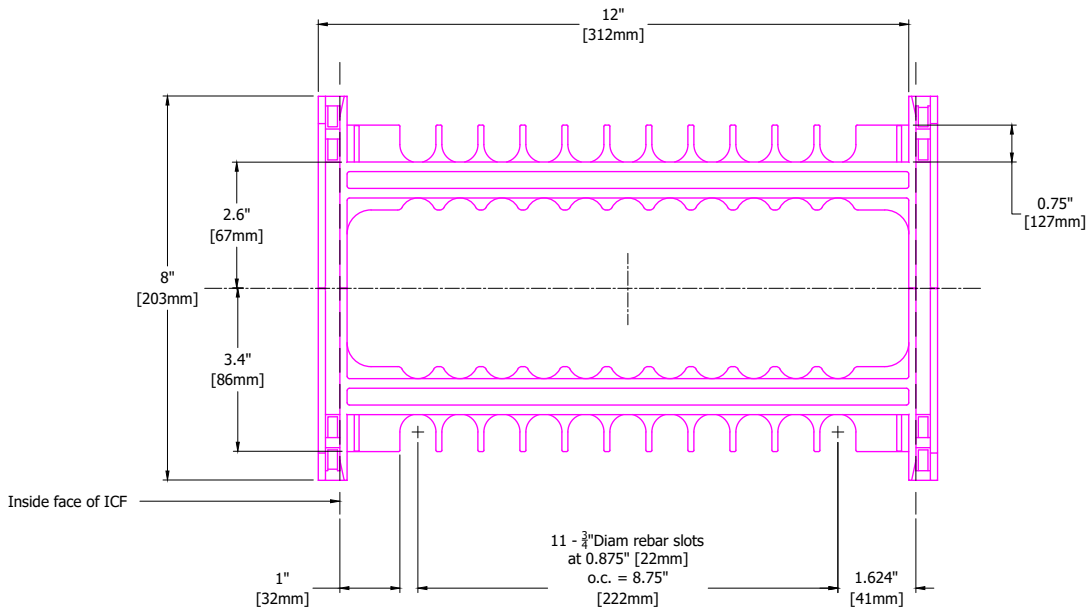 12"
[312mm]
2.6"
[67mm]
0.75"
[127mm]
8"
[203mm]
3.4"
[86mm]
Inside face of ICF
11 - 3/4"Diam rebar slots
at 0.875" [22mm]
o.c. = 8.75"
[222mm]
1"
[32mm]
1.624"
[41mm]